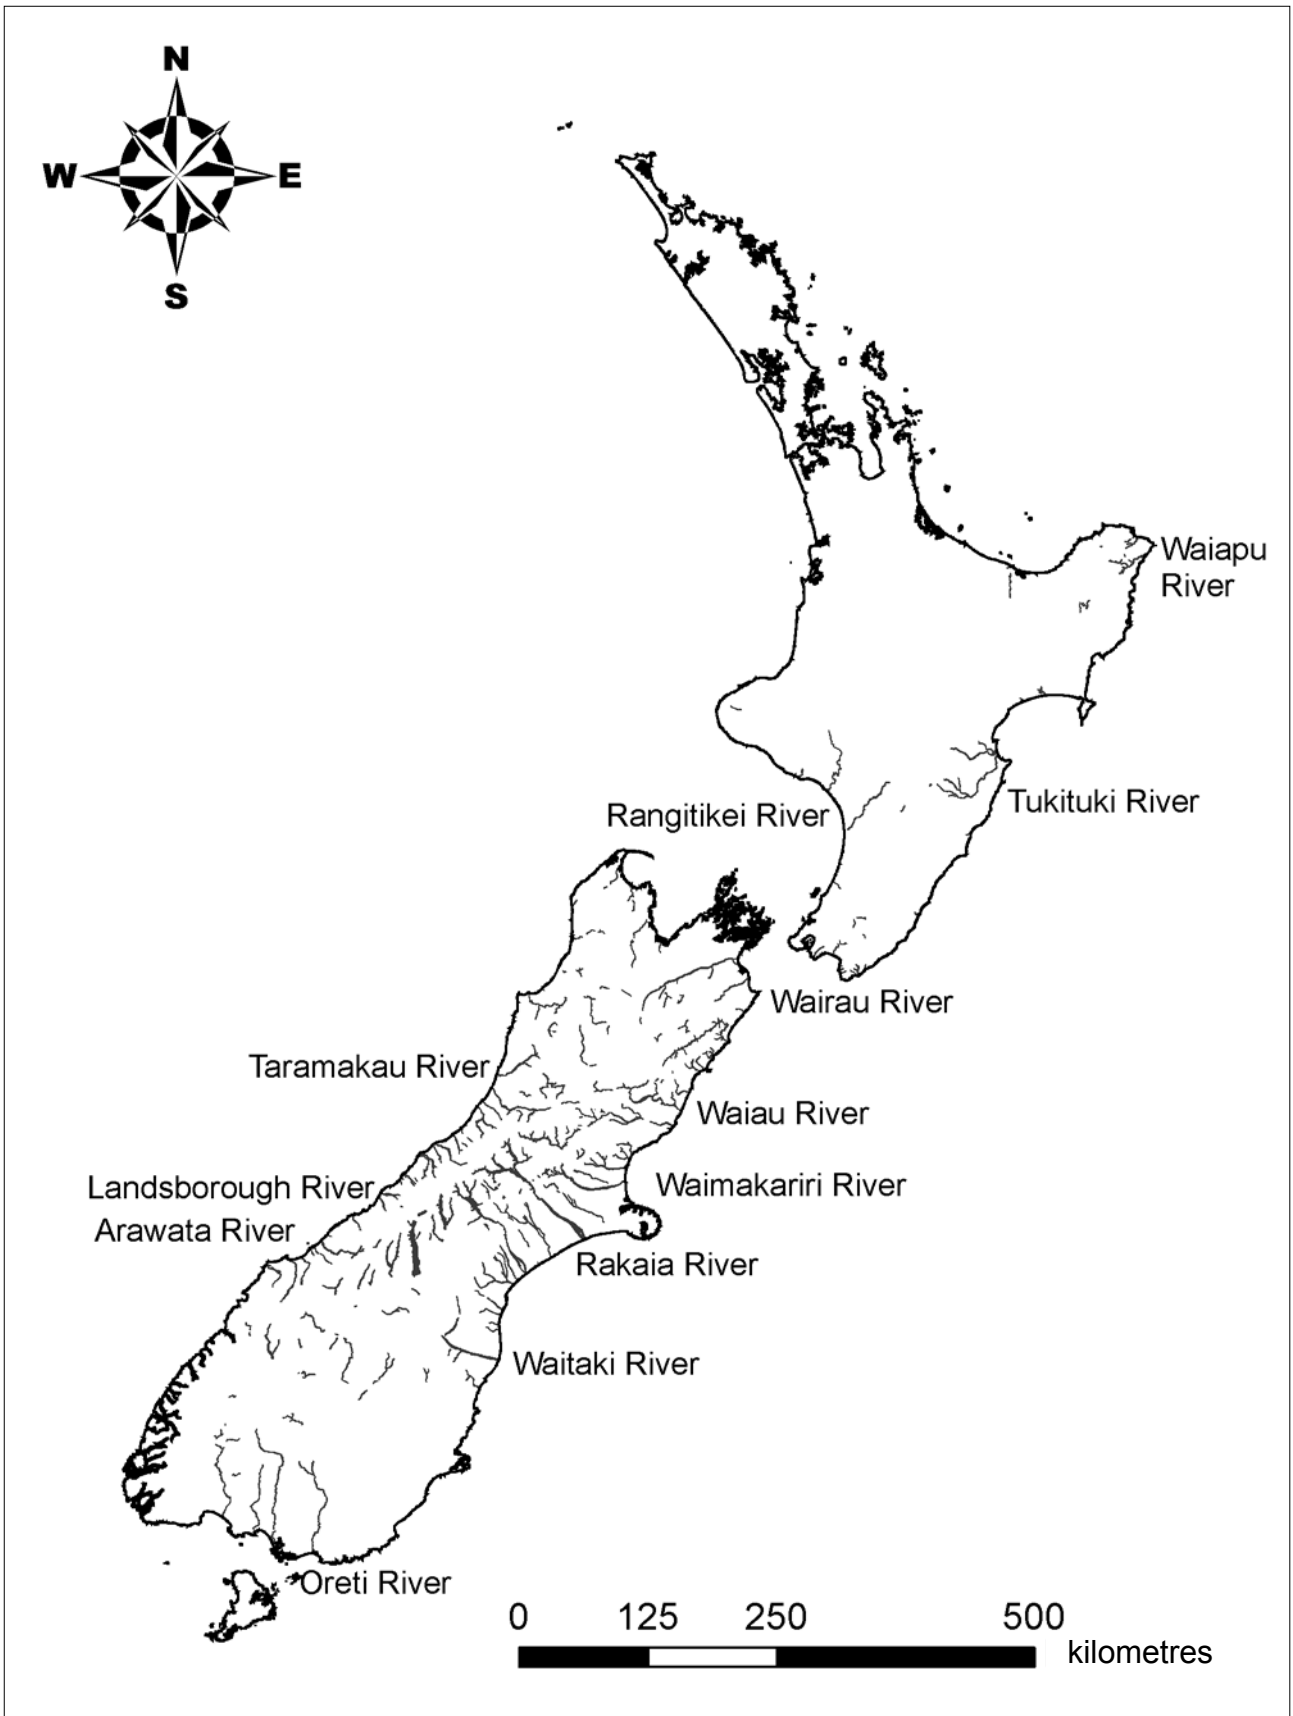 N
W
E
S
Waiapu
River
Tukituki River
Rangitikei River
Wairau River
Taramakau River
Waiau River
Landsborough River
Waimakariri River
Arawata River
Rakaia River
Waitaki River
Oreti River
0 125 250 500
kilometres